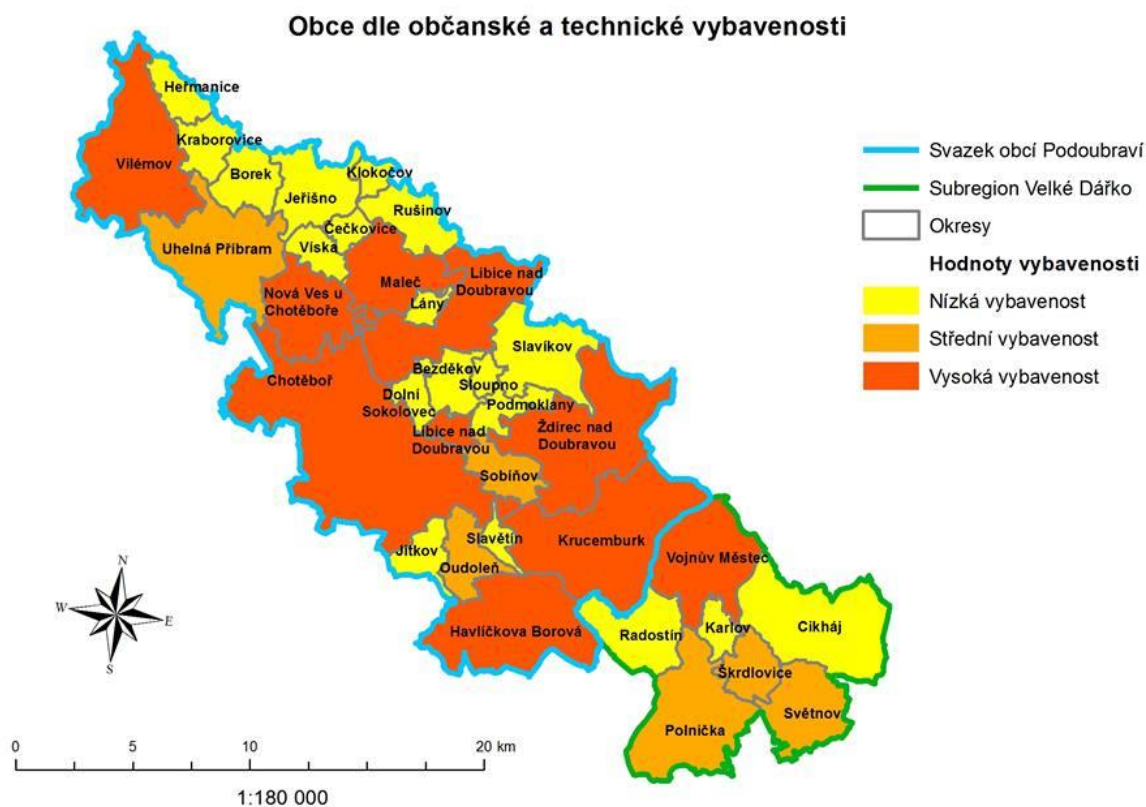 Obce dle občanské a technické vybavenosti
Heřmanice
Kraborovice
Vilémov
Borek
Klokočov
Jeřišno
Rušinov
Čečkovice
Uhelná Příbram
Víska
Maleč
Libice nad
Doubravou
Nová Ves u
Chotěboře
Lány
Slavíkov
Chotěboř
Bezděkov
Sloupno
Dolní
Sokolovec
Podmoklany
Libice nad
Doubravou
Ždírec nad
Doubravou
Sobíňov
Slavětín
Krucemburk
Jitkov
Oudoleň
Vojnův Městec
Havlíčkova Borová
Radostín
Karlov
Cikháj
Škrdlovice
Světnov
Polnička
Svazek obcí Podoubraví
Subregion Velké Dářko
Okresy
Hodnoty vybavenosti
Nízká vybavenost
Střední vybavenost
Vysoká vybavenost
N
W
E
S
0 5 10 20 km
1:180 000